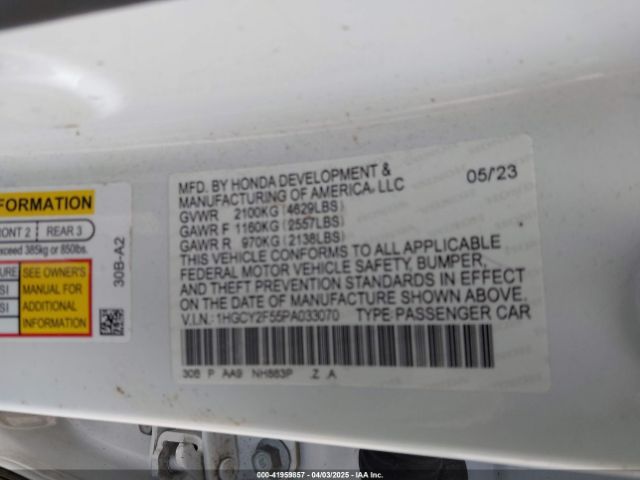 FORMATION
FRONT 2 REAR 3
exceed 385kg or 850lbs.
SEE OWNER'S
MANUAL FOR
ADDITIONAL
INFORMATION
30B-A2
MFD. BY HONDA DEVELOPMENT & 05/23
MANUFACTURING OF AMERICA, LLC
GVWR 2100KG (4629LBS)
GAWR F 1160KG (2557LBS)
GAWR R 970KG (2138LBS)
THIS VEHICLE CONFORMS TO ALL APPLICABLE
FEDERAL MOTOR VEHICLE SAFETY, BUMPER,
AND THEFT PREVENTION STANDARDS IN EFFECT
ON THE DATE OF MANUFACTURE SHOWN ABOVE.
V.I.N.: 1HGCY2F55PA033070 TYPE PASSENGER CAR
30B P AA9 NH883P Z A
000-41959857 - 04/03/2025 - IAA Inc.